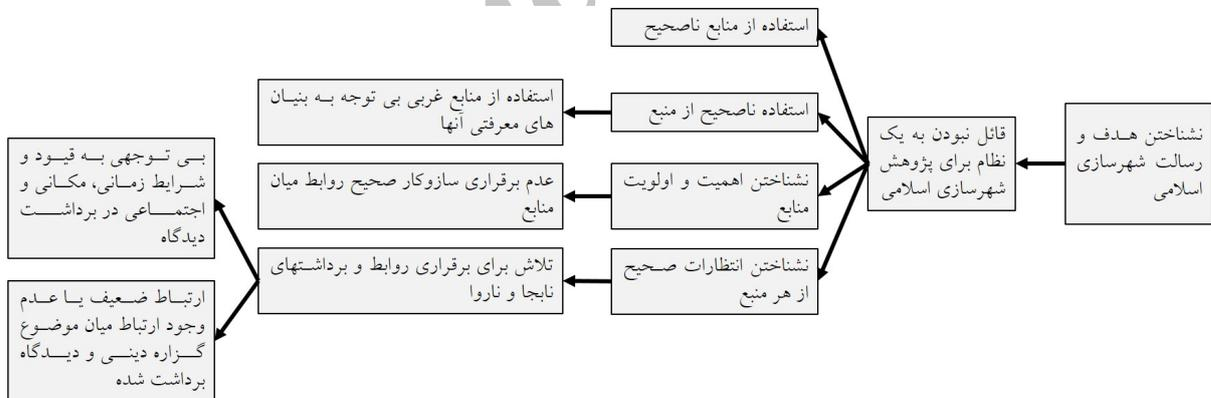 نشناختن هدف و
رسالت شهرسازی
اسلامی
قائل نبودن به یک
نظام برای پژوهش
شهرسازی اسلامی
استفاده از منابع ناصحیح
استفاده ناصحیح از منبع
نشناختن اهمیت و اولویت
منابع
نشناختن انتظارات صحیح
از هر منبع
استفاده از منابع غربی بی توجه به بنیان
های معرفتی آنها
عدم برقراری سازوکار صحیح روابط میان
منابع
تلاش برای برقراری روابط و برداشتهای
نابجا و ناروا
بی توجهی به قیود و
شرایط زمانی، مکانی و
اجتماعی در برداشت
دیدگاه
ارتباط ضعیف یا عدم
وجود ارتباط میان موضوع
گزاره دینی و دیدگاه
برداشت شده